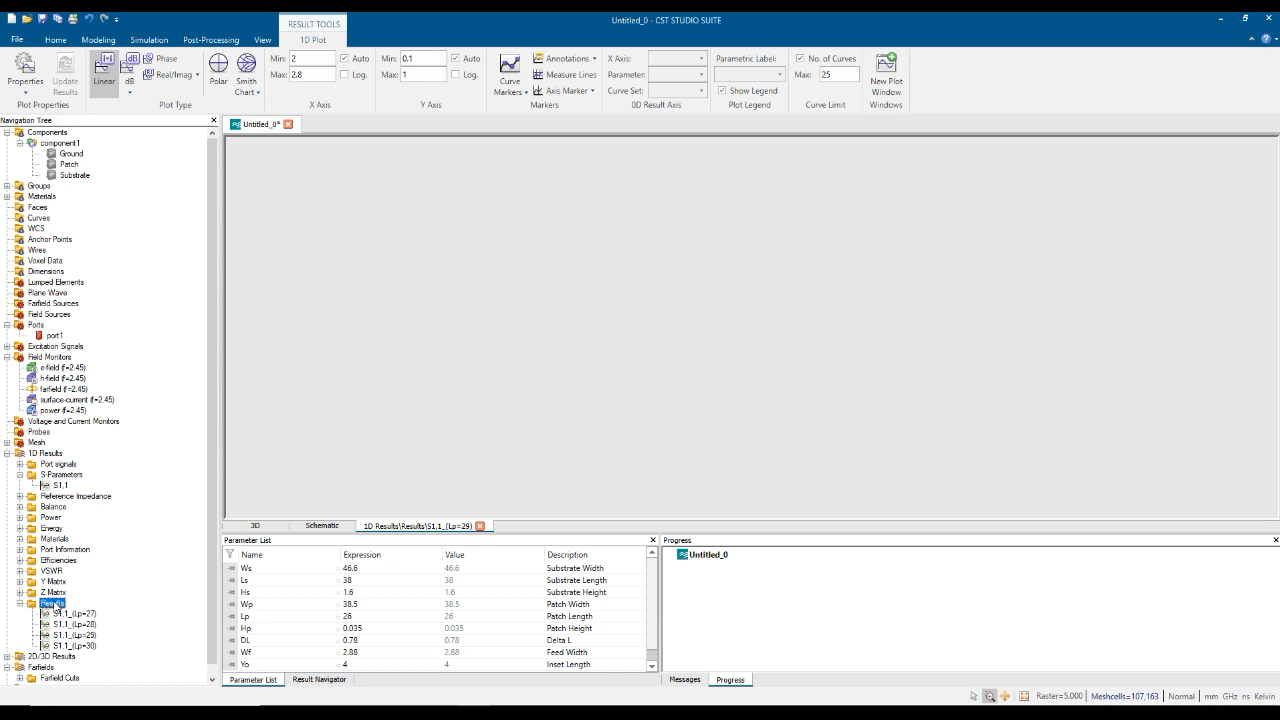 Untitled_0 - CST STUDIO SUITE
RESULT TOOLS
File Home Modeling Simulation Post-Processing View 1D Plot
Properties
Update Results
Plot Properties
Linear
dB
Phase
Real/Imag
Polar
Smith Chart
Plot Type
Min: 2 Auto
Max: 2.8 Log.
X Axis
Min: 0.1 Auto
Max: 1 Log.
Y Axis
Curve Markers
Annotations
Measure Lines
Axis Marker
Markers
X Axis:
Parameter:
Curve Set:
0D Result Axis
Parametric Label:
Show Legend
Plot Legend
No. of Curves
Max: 25
Curve Limit
New Plot Window
Windows
Navigation Tree
Components
component1
Ground
Patch
Substrate
Groups
Materials
Faces
Curves
WCS
Anchor Points
Wires
Voxel Data
Dimensions
Lumped Elements
Plane Wave
Farfield Sources
Field Sources
Ports
port1
Excitation Signals
Field Monitors
e-field (f=2.45)
h-field (f=2.45)
farfield (f=2.45)
surface-current (f=2.45)
power (f=2.45)
Voltage and Current Monitors
Probes
Mesh
1D Results
Port signals
S-Parameters
S1,1
Reference Impedance
Balance
Power
Energy
Materials
Port Information
Efficiencies
VSWR
Y Matrix
Z Matrix
Results
S1,1_(Lp=27)
S1,1_(Lp=28)
S1,1_(Lp=29)
S1,1_(Lp=30)
2D/3D Results
Farfields
Farfield Cuts
Untitled_0*
3D Schematic 1D Results\Results\S1,1_(Lp=29)
Parameter List
Name Expression Value Description
Ws = 46.6 46.6 Substrate Width
Ls = 38 38 Substrate Length
Hs = 1.6 1.6 Substrate Height
Wp = 38.5 38.5 Patch Width
Lp = 26 26 Patch Length
Hp = 0.035 0.035 Patch Height
DL = 0.78 0.78 Delta L
Wf = 2.88 2.88 Feed Width
Yo = 4 4 Inset Length
Parameter List Result Navigator
Progress
Untitled_0
Messages Progress
Raster=5.000 Meshcells=107,163 Normal mm GHz ns Kelvin